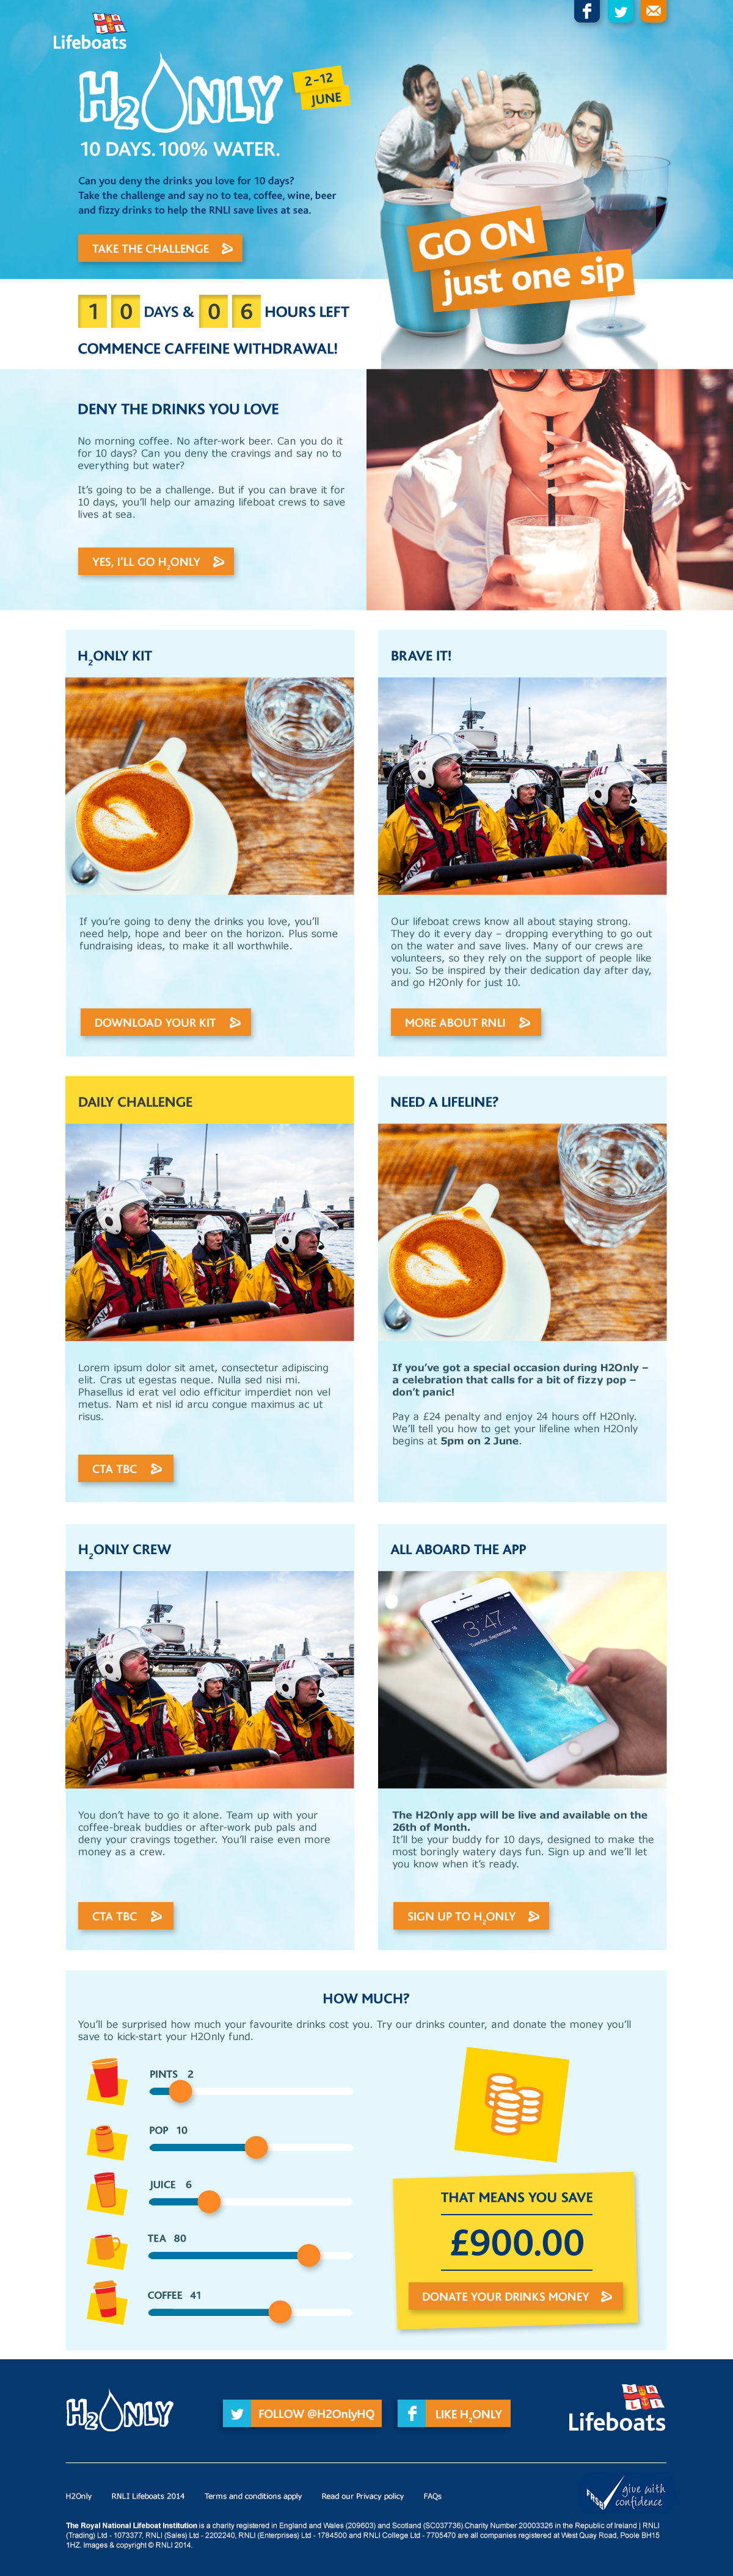 RNLI
Lifeboats
H2ONLY
2-12
JUNE
10 DAYS. 100% WATER.
Can you deny the drinks you love for 10 days?
Take the challenge and say no to tea, coffee, wine, beer
and fizzy drinks to help the RNLI save lives at sea.
TAKE THE CHALLENGE
GO ON
just one sip
1 0 DAYS & 0 6 HOURS LEFT
COMMENCE CAFFEINE WITHDRAWAL!
DENY THE DRINKS YOU LOVE
No morning coffee. No after-work beer. Can you do it
for 10 days? Can you deny the cravings and say no to
everything but water?
It's going to be a challenge. But if you can brave it for
10 days, you'll help our amazing lifeboat crews to save
lives at sea.
YES, I'LL GO H2ONLY
H2ONLY KIT
If you're going to deny the drinks you love, you'll
need help, hope and beer on the horizon. Plus some
fundraising ideas, to make it all worthwhile.
DOWNLOAD YOUR KIT
BRAVE IT!
RNLI
Our lifeboat crews know all about staying strong.
They do it every day – dropping everything to go out
on the water and save lives. Many of our crews are
volunteers, so they rely on the support of people like
you. So be inspired by their dedication day after day,
and go H2Only for just 10.
MORE ABOUT RNLI
DAILY CHALLENGE
Lorem ipsum dolor sit amet, consectetur adipiscing
elit. Cras ut egestas neque. Nulla sed nisi mi.
Phasellus id erat vel odio efficitur imperdiet non vel
metus. Nam et nisl id arcu congue maximus ac ut
risus.
CTA TBC
NEED A LIFELINE?
If you've got a special occasion during H2Only –
a celebration that calls for a bit of fizzy pop –
don't panic!
Pay a £24 penalty and enjoy 24 hours off H2Only.
We'll tell you how to get your lifeline when H2Only
begins at 5pm on 2 June.
H2ONLY CREW
You don't have to go it alone. Team up with your
coffee-break buddies or after-work pub pals and
deny your cravings together. You'll raise even more
money as a crew.
CTA TBC
ALL ABOARD THE APP
3:47
Tuesday, September 16
The H2Only app will be live and available on the
26th of Month.
It'll be your buddy for 10 days, designed to make the
most boringly watery days fun. Sign up and we'll let
you know when it's ready.
SIGN UP TO H2ONLY
HOW MUCH?
You'll be surprised how much your favourite drinks cost you. Try our drinks counter, and donate the money you'll
save to kick-start your H2Only fund.
PINTS 2
POP 10
JUICE 6
TEA 80
COFFEE 41
THAT MEANS YOU SAVE
£900.00
DONATE YOUR DRINKS MONEY
H2ONLY
FOLLOW @H2OnlyHQ
LIKE H2ONLY
RNLI
Lifeboats
H2Only
RNLI Lifeboats 2014
Terms and conditions apply
Read our Privacy policy
FAQs
FRSB
give with
confidence
The Royal National Lifeboat Institution is a charity registered in England and Wales (209603) and Scotland (SC037736).Charity Number 20003326 in the Republic of Ireland | RNLI
(Trading) Ltd - 1073377, RNLI (Sales) Ltd - 2202240, RNLI (Enterprises) Ltd - 1784500 and RNLI College Ltd - 7705470 are all companies registered at West Quay Road, Poole BH15
1HZ. Images & copyright © RNLI 2014.